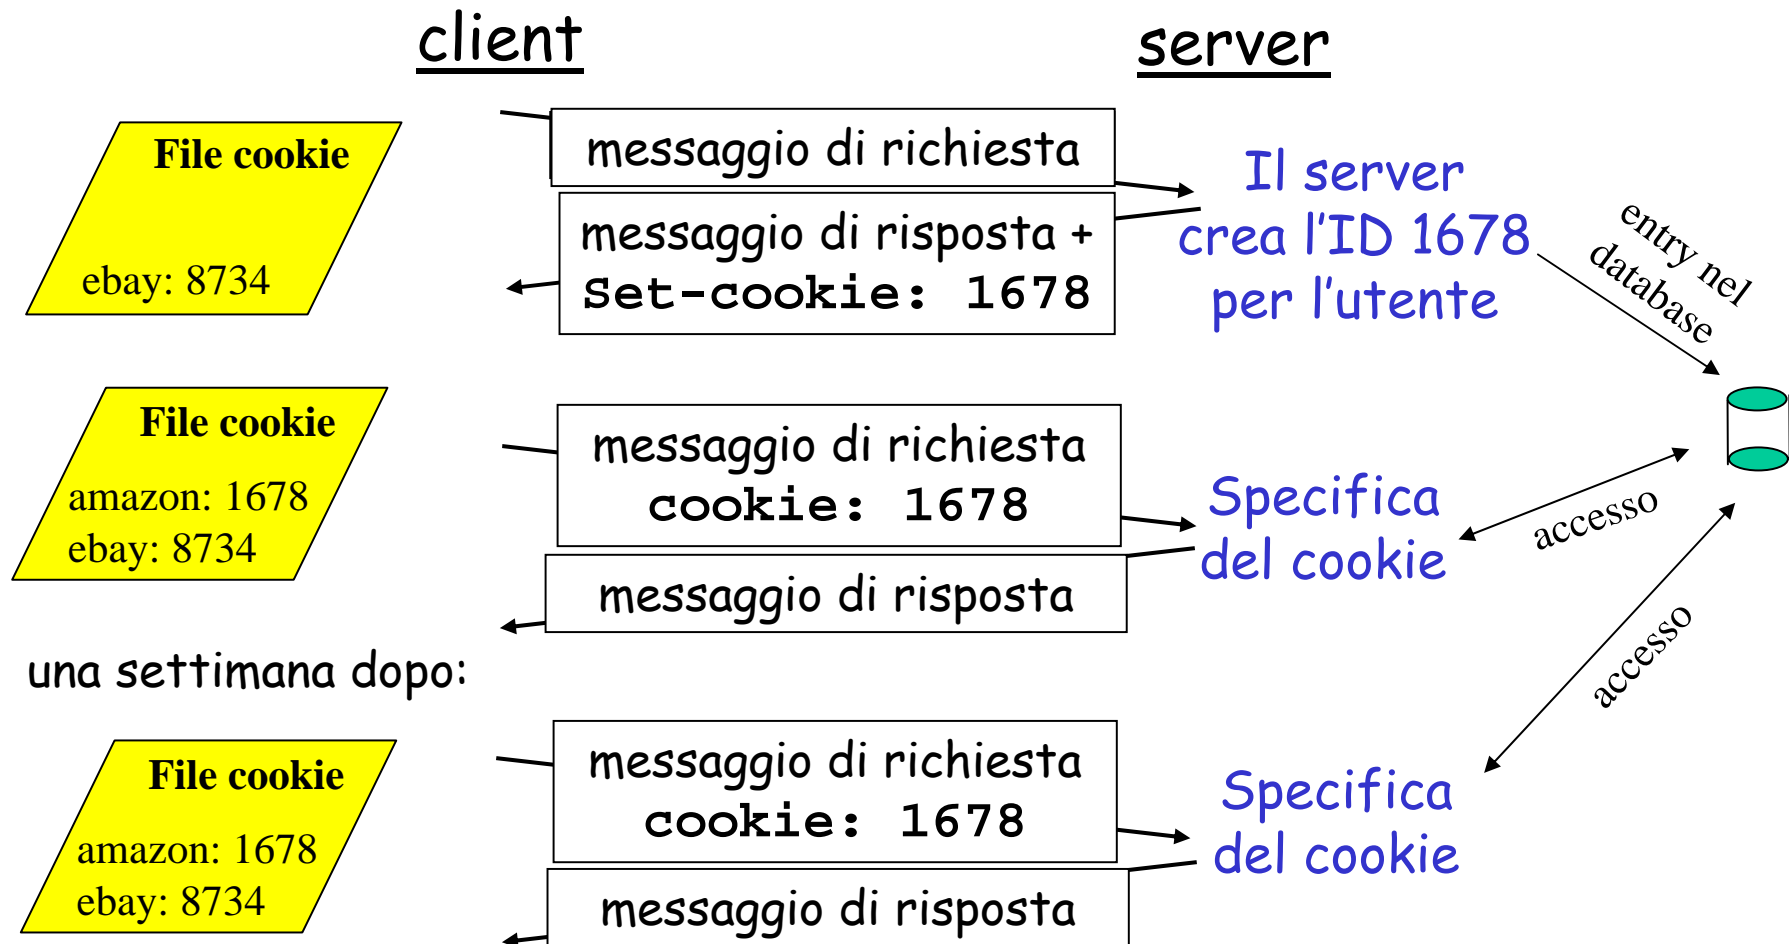 client
server
File cookie
ebay: 8734
messaggio di richiesta
messaggio di risposta +
Set-cookie: 1678
Il server
crea l'ID 1678
per l'utente
entry nel
database
File cookie
amazon: 1678
ebay: 8734
messaggio di richiesta
cookie: 1678
messaggio di risposta
Specifica
del cookie
accesso
accesso
una settimana dopo:
File cookie
amazon: 1678
ebay: 8734
messaggio di richiesta
cookie: 1678
messaggio di risposta
Specifica
del cookie